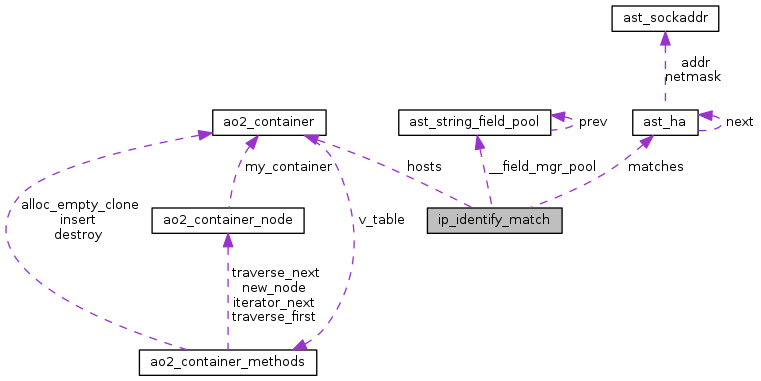 ast_sockaddr
addr
netmask
ao2_container
ast_string_field_pool
prev
ast_ha
next
my_container
hosts
__field_mgr_pool
matches
alloc_empty_clone
insert
destroy
ao2_container_node
v_table
ip_identify_match
traverse_next
new_node
iterator_next
traverse_first
ao2_container_methods